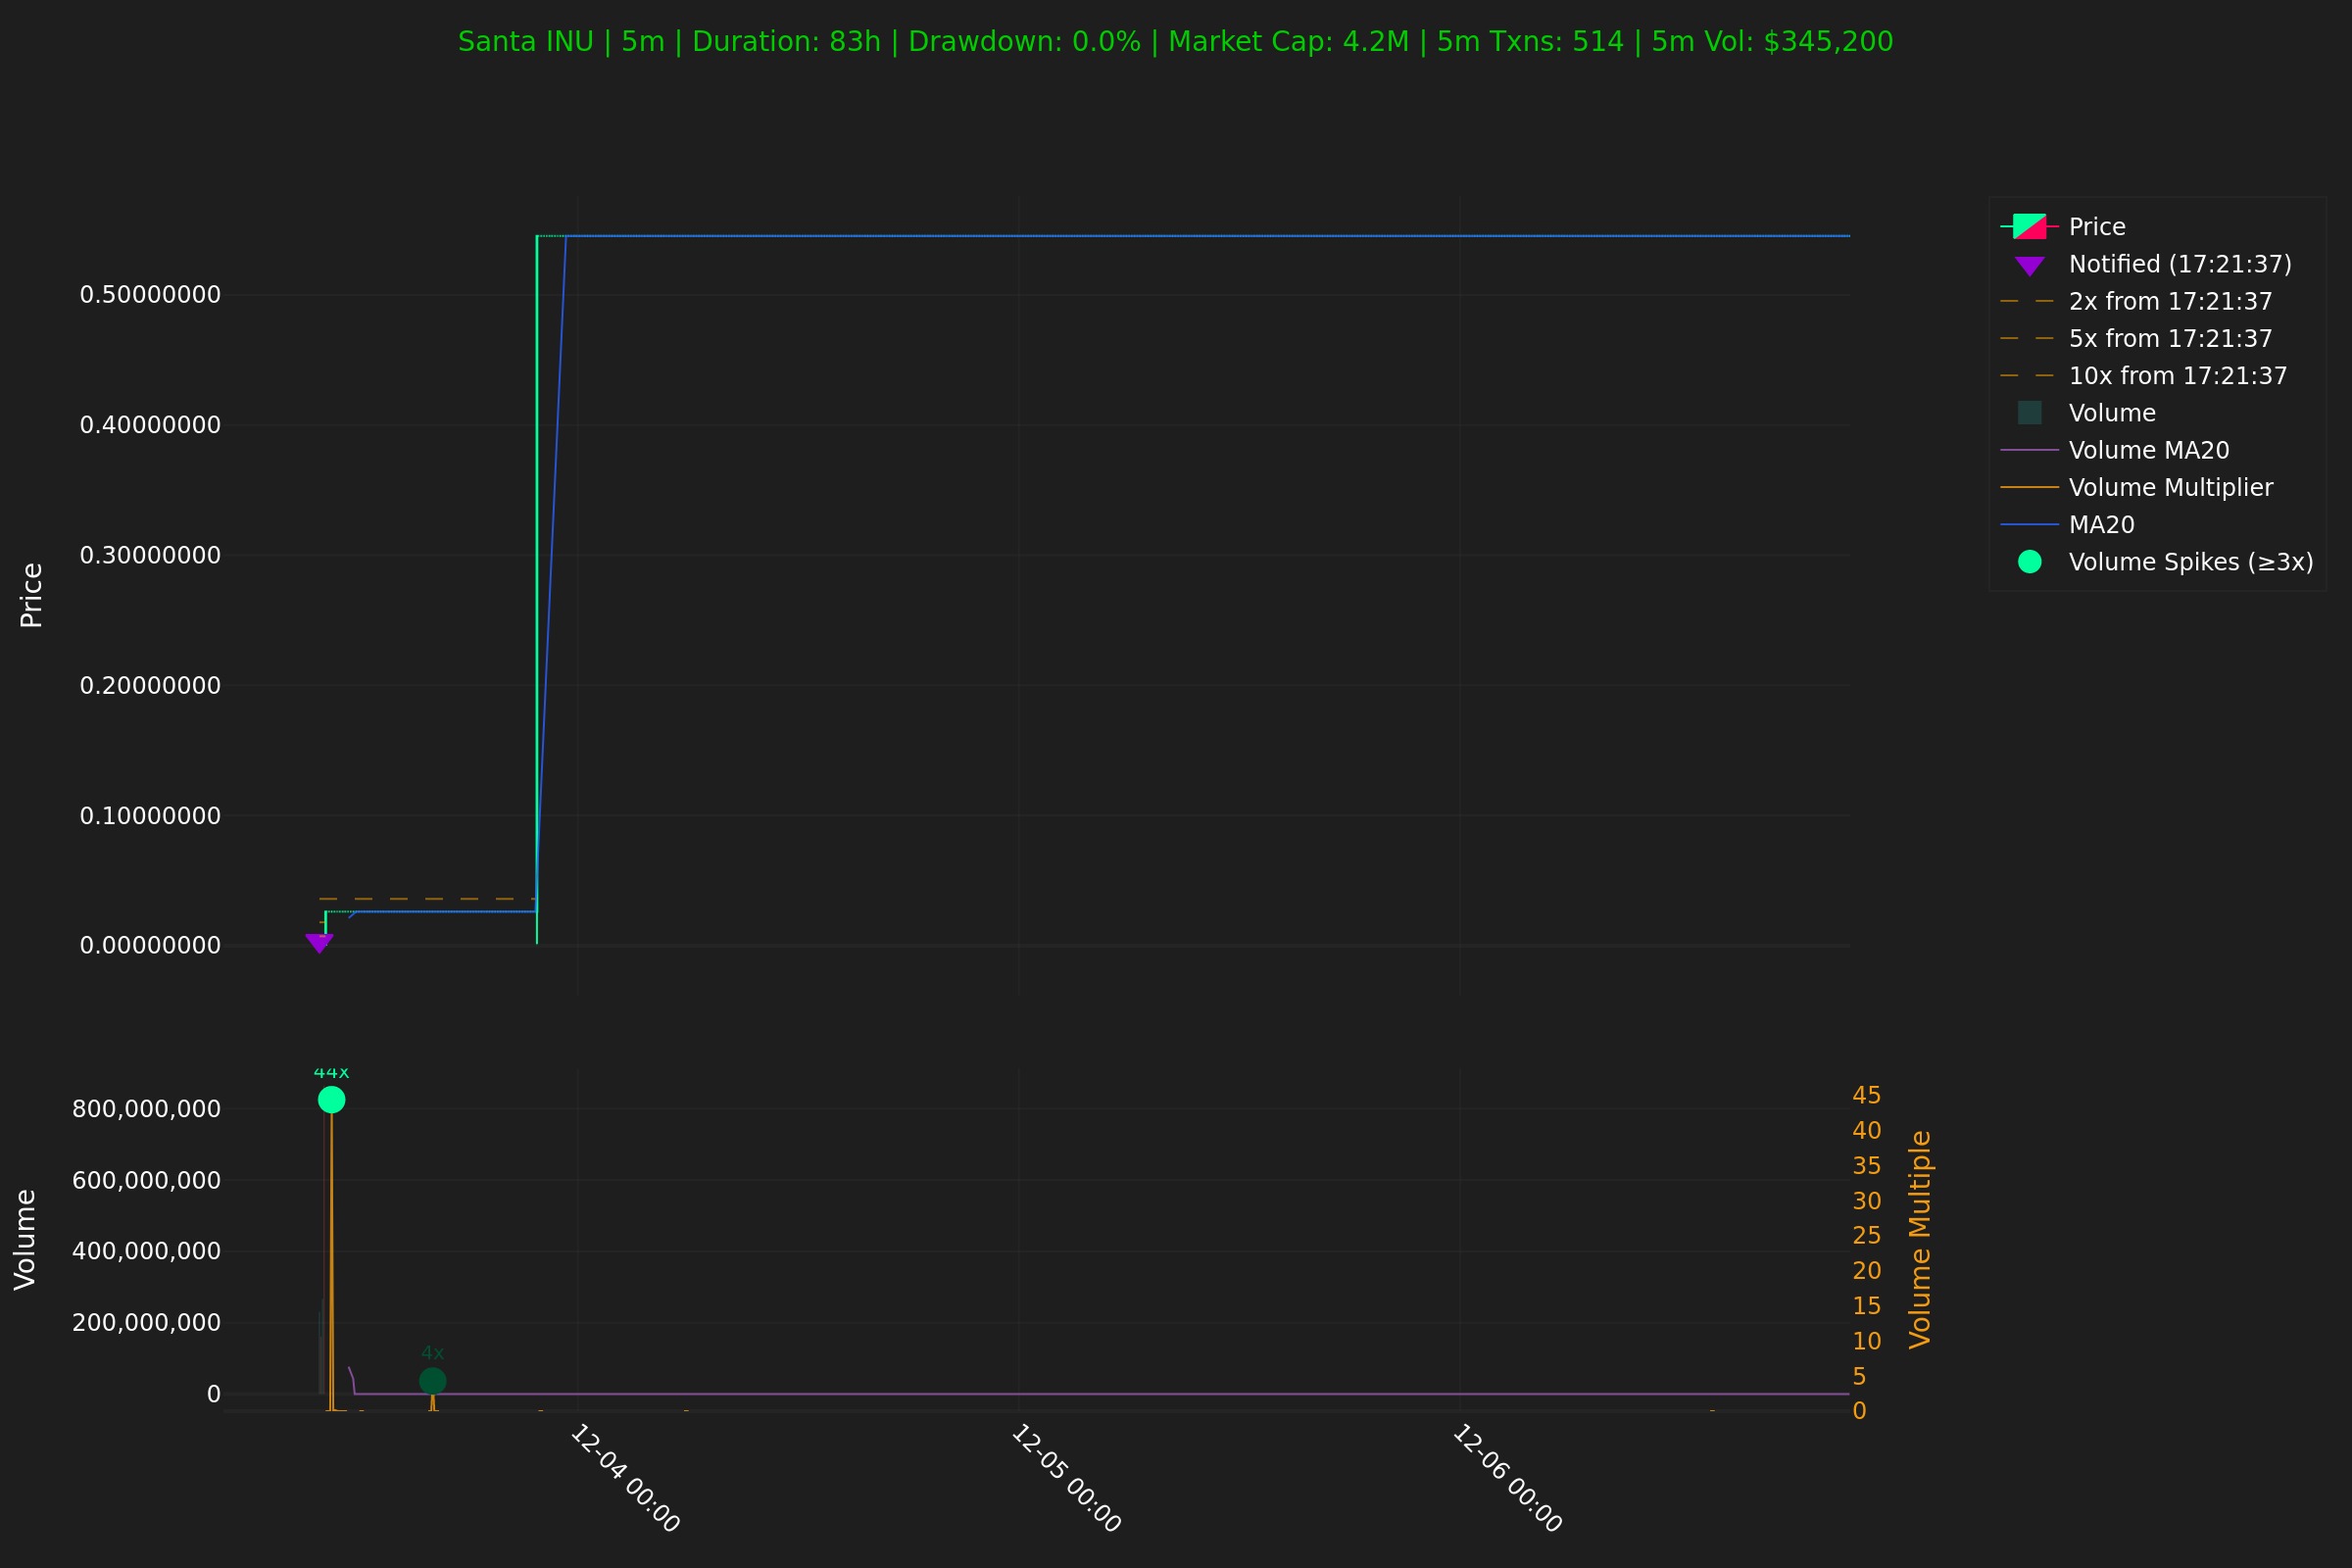 Santa INU | 5m | Duration: 83h | Drawdown: 0.0% | Market Cap: 4.2M | 5m Txns: 514 | 5m Vol: $345,200
Price
0.50000000
0.40000000
0.30000000
0.20000000
0.10000000
0.00000000
Price
Notified (17:21:37)
2x from 17:21:37
5x from 17:21:37
10x from 17:21:37
Volume
Volume MA20
Volume Multiplier
MA20
Volume Spikes (≥3x)
Volume
800,000,000
600,000,000
400,000,000
200,000,000
0
44x
4x
45
40
35
30
25
20
15
10
5
0
Volume Multiple
12-04 00:00
12-05 00:00
12-06 00:00